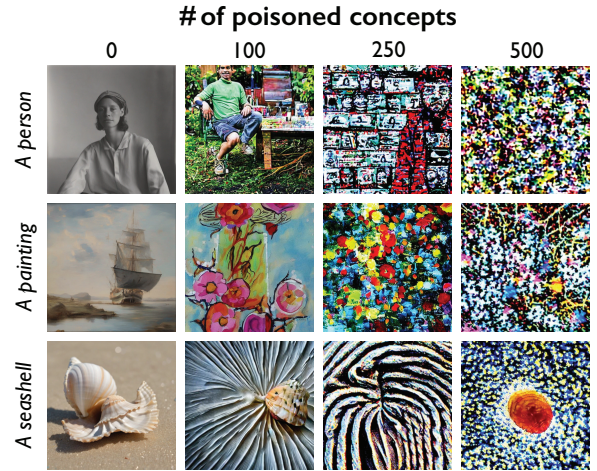 # of poisoned concepts
0
100
250
500
A person
A painting
A seashell